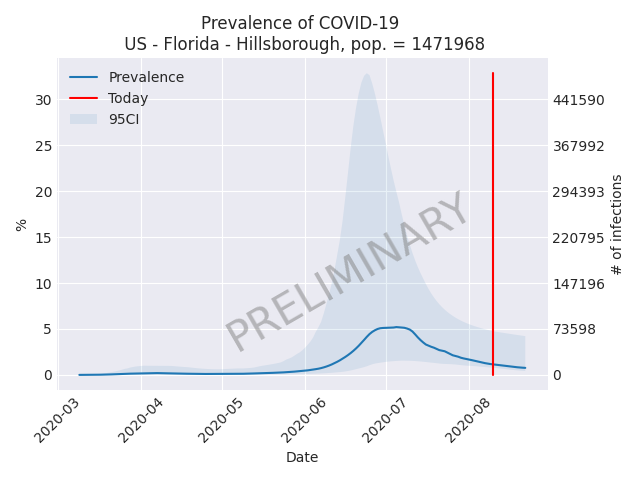 Prevalence of COVID-19
US - Florida - Hillsborough, pop. = 1471968
Prevalence
Today
95CI
PRELIMINARY
%
30
25
20
15
10
5
0
441590
367992
294393
220795
147196
73598
0
# of infections
2020-03
2020-04
2020-05
2020-06
2020-07
2020-08
Date